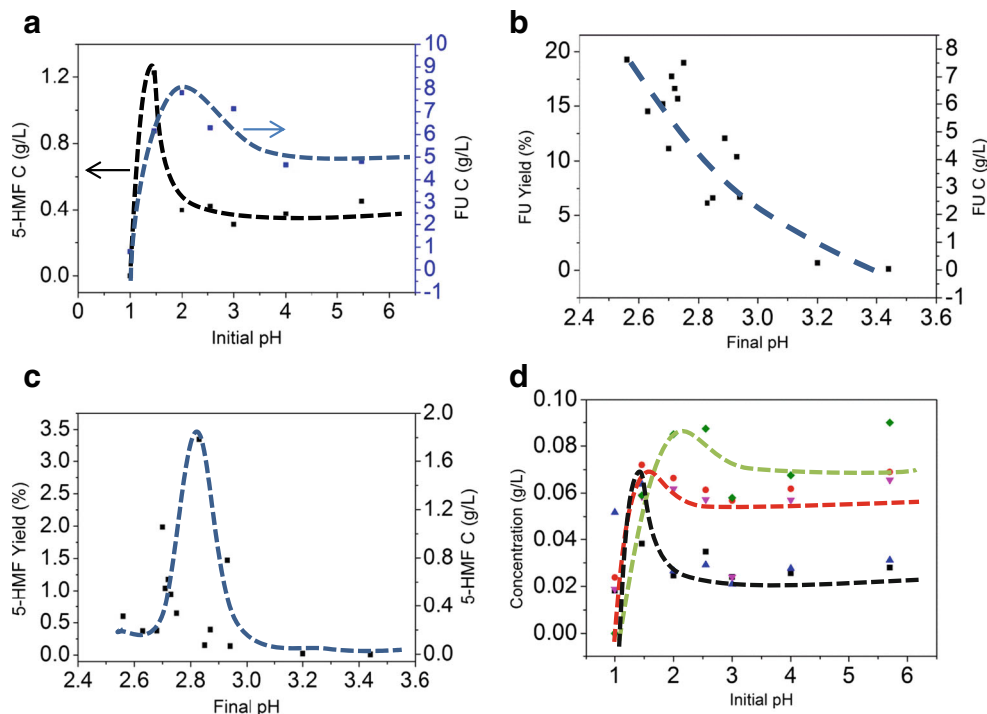 a
5-HMF C (g/L)
1.2
0.8
0.4
0.0
10
9
8
7
6
5
4
3
2
1
0
-1
FU C (g/L)
0 1 2 3 4 5 6
Initial pH
b
FU Yield (%)
20
15
10
5
0
8
7
6
5
4
3
2
1
0
-1
FU C (g/L)
2.4 2.6 2.8 3.0 3.2 3.4 3.6
Final pH
c
5-HMF Yield (%)
3.5
3.0
2.5
2.0
1.5
1.0
0.5
0.0
2.0
1.6
1.2
0.8
0.4
0.0
5-HMF C (g/L)
2.4 2.6 2.8 3.0 3.2 3.4 3.6
Final pH
d
Concentration (g/L)
0.10
0.08
0.06
0.04
0.02
0.00
1 2 3 4 5 6
Initial pH